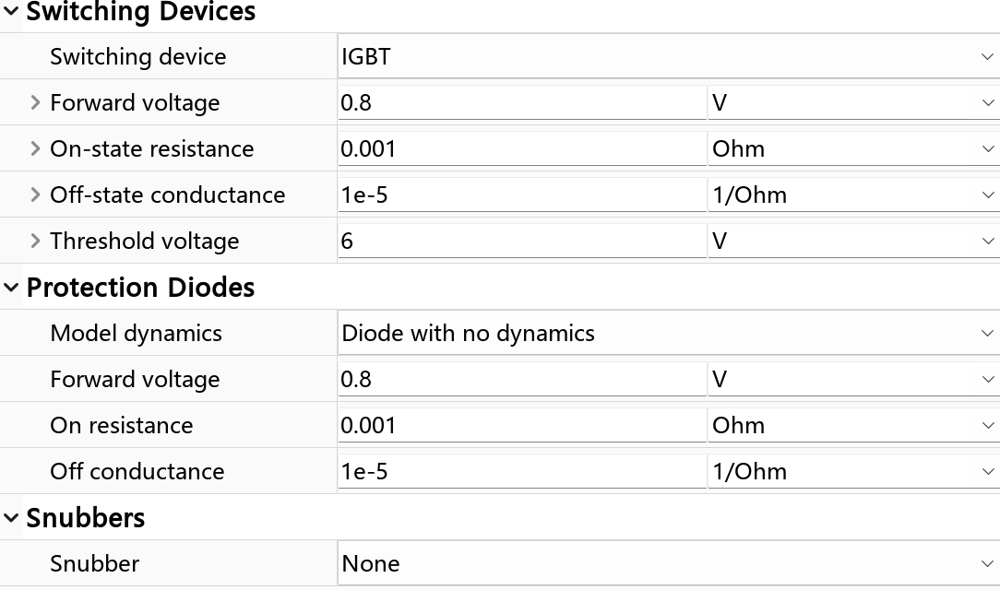 Switching Devices
Switching device IGBT
Forward voltage 0.8 V
On-state resistance 0.001 Ohm
Off-state conductance 1e-5 1/Ohm
Threshold voltage 6 V
Protection Diodes
Model dynamics Diode with no dynamics
Forward voltage 0.8 V
On resistance 0.001 Ohm
Off conductance 1e-5 1/Ohm
Snubbers
Snubber None